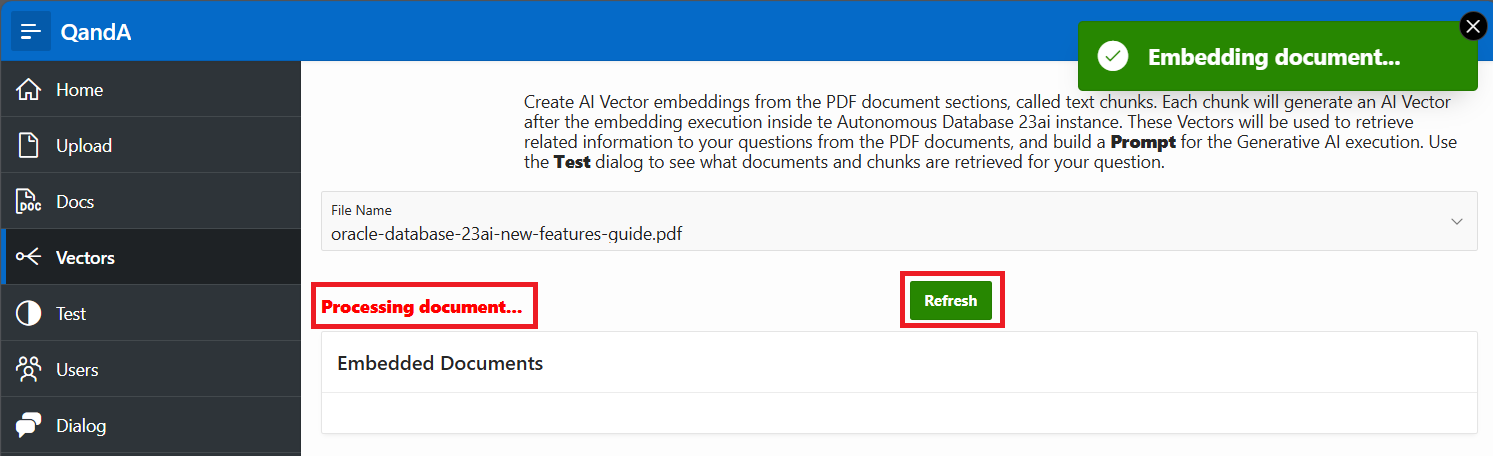 QandA
Embedding document...
Home
Upload
DOC
Docs
Vectors
Test
Users
Dialog
Create AI Vector embeddings from the PDF document sections, called text chunks. Each chunk will generate an AI Vector
after the embedding execution inside te Autonomous Database 23ai instance. These Vectors will be used to retrieve
related information to your questions from the PDF documents, and build a Prompt for the Generative AI execution. Use
the Test dialog to see what documents and chunks are retrieved for your question.
File Name
oracle-database-23ai-new-features-guide.pdf
Processing document...
Refresh
Embedded Documents